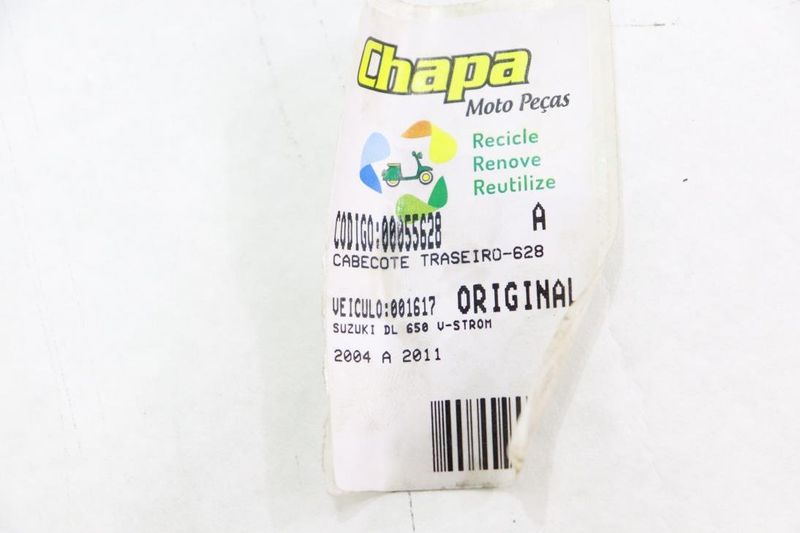 Chapa
Moto Peças
Recicle
Renove
Reutilize
CODIGO:00055628 A
CABECOTE TRASEIRO-628
VEICULO:001617 ORIGINAL
SUZUKI DL 650 V-STROM
2004 A 2011